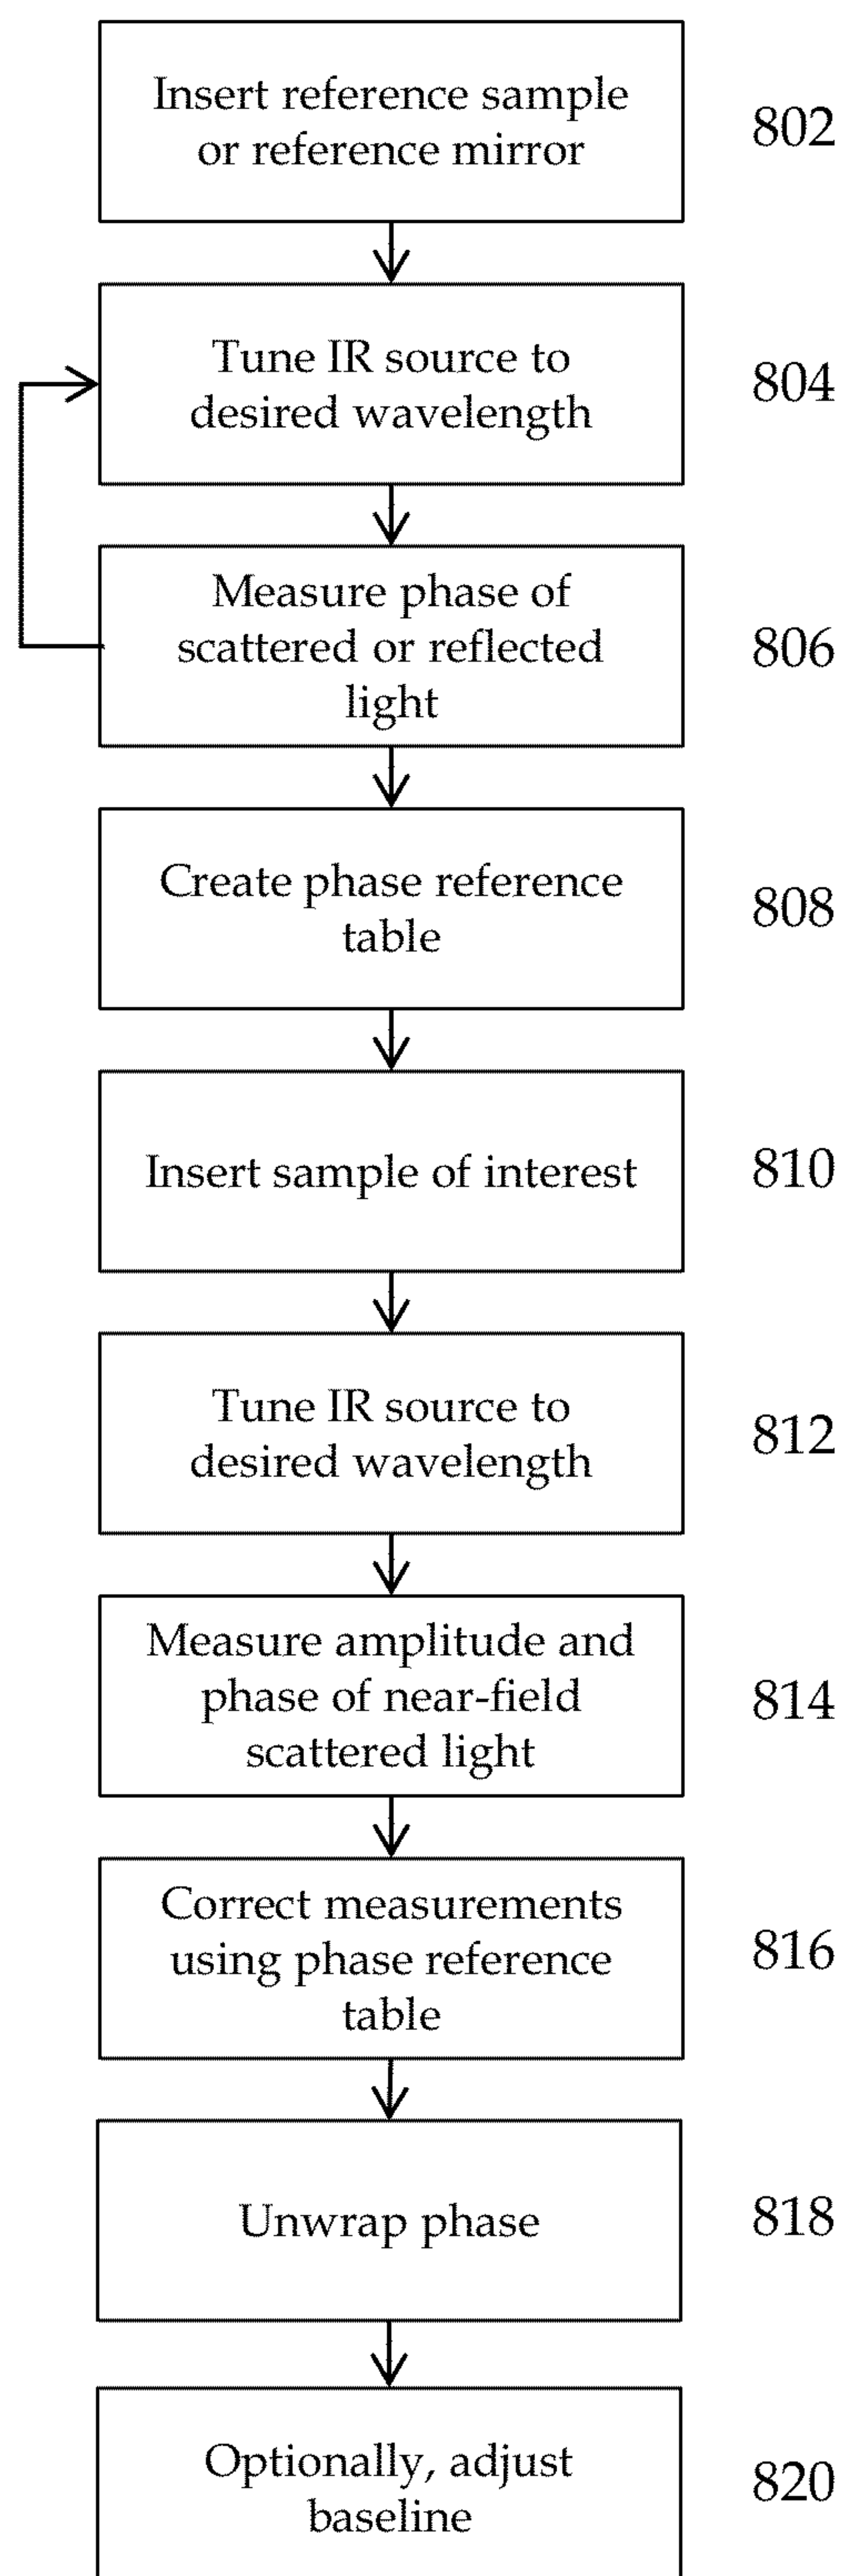 Insert reference sample
or reference mirror
802
Tune IR source to
desired wavelength
804
Measure phase of
scattered or reflected
light
806
Create phase reference
table
808
Insert sample of interest
810
Tune IR source to
desired wavelength
812
Measure amplitude and
phase of near-field
scattered light
814
Correct measurements
using phase reference
table
816
Unwrap phase
818
Optionally, adjust
baseline
820